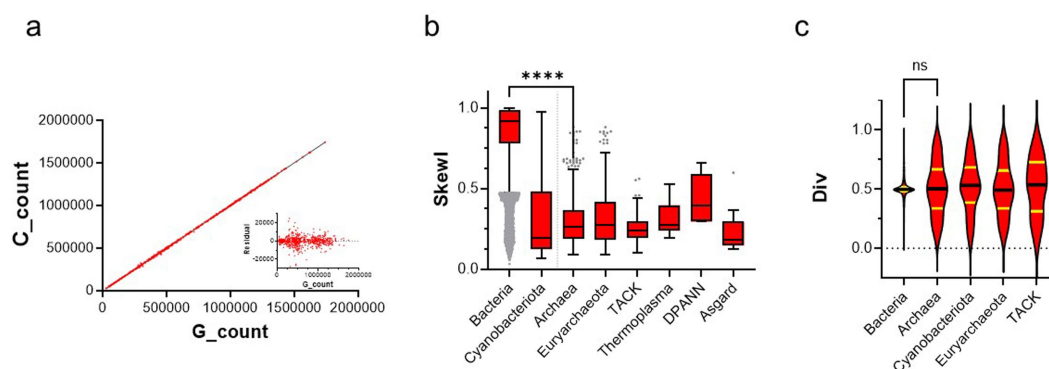 a
b
c
C_count
2000000
1500000
1000000
500000
0
0
500000
1000000
1500000
2000000
G_count
Residual
20000
0
-20000
0
1000000
2000000
G_count
****
SkewI
1.0
0.5
0.0
Bacteria
Cyanobacteriota
Archaea
Euryarchaeota
TACK
Thermoplasma
DPANN
Asgard
ns
Div
1.0
0.5
0.0
Bacteria
Archaea
Cyanobacteriota
Euryarchaeota
TACK